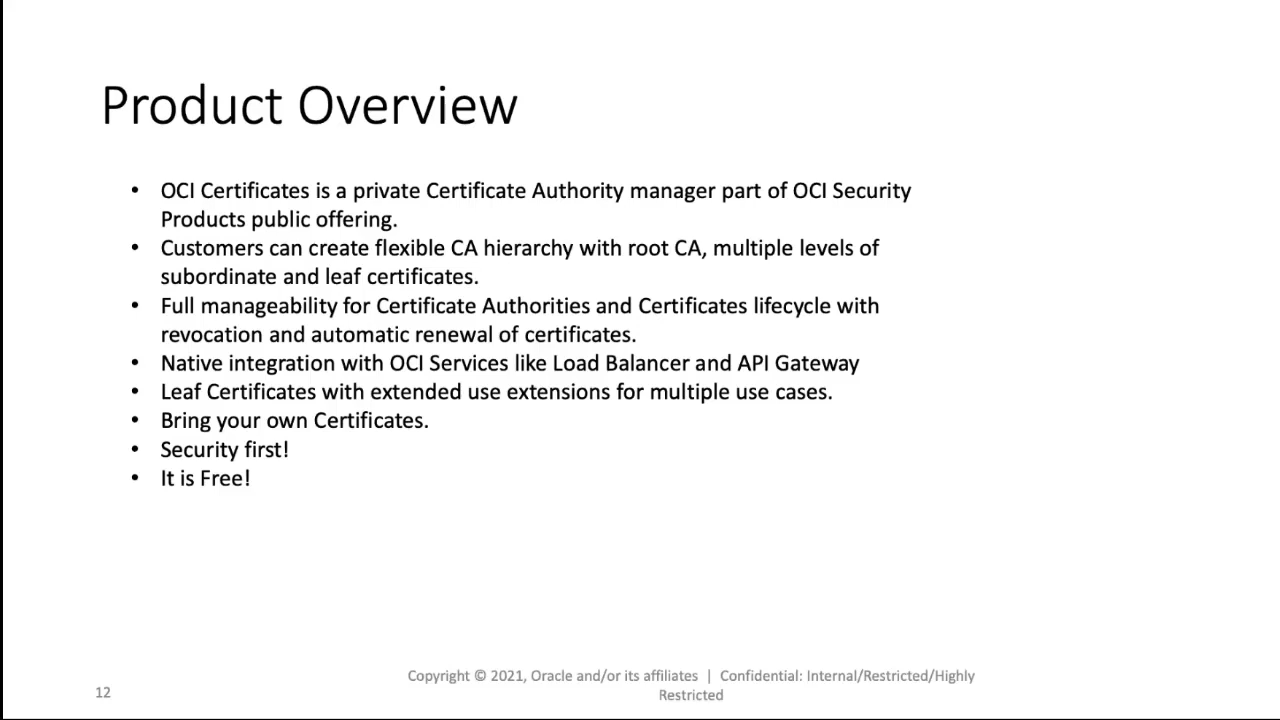 Product Overview
• OCI Certificates is a private Certificate Authority manager part of OCI Security
Products public offering.
• Customers can create flexible CA hierarchy with root CA, multiple levels of
subordinate and leaf certificates.
• Full manageability for Certificate Authorities and Certificates lifecycle with
revocation and automatic renewal of certificates.
• Native integration with OCI Services like Load Balancer and API Gateway
• Leaf Certificates with extended use extensions for multiple use cases.
• Bring your own Certificates.
• Security first!
• It is Free!
12
Copyright © 2021, Oracle and/or its affiliates | Confidential: Internal/Restricted/Highly
Restricted